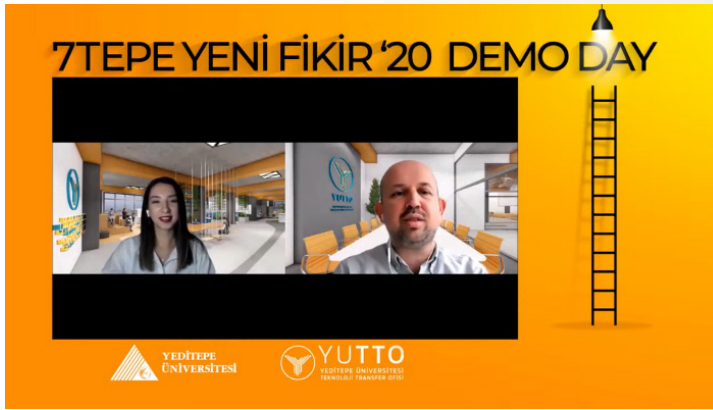 7TEPE YENİ FİKİR ‘20 DEMO DAY
YEDİTEPE
ÜNİVERSİTESİ
YUTTO
YEDİTEPE ÜNİVERSİTESİ
TEKNOLOJİ TRANSFER OFİSİ